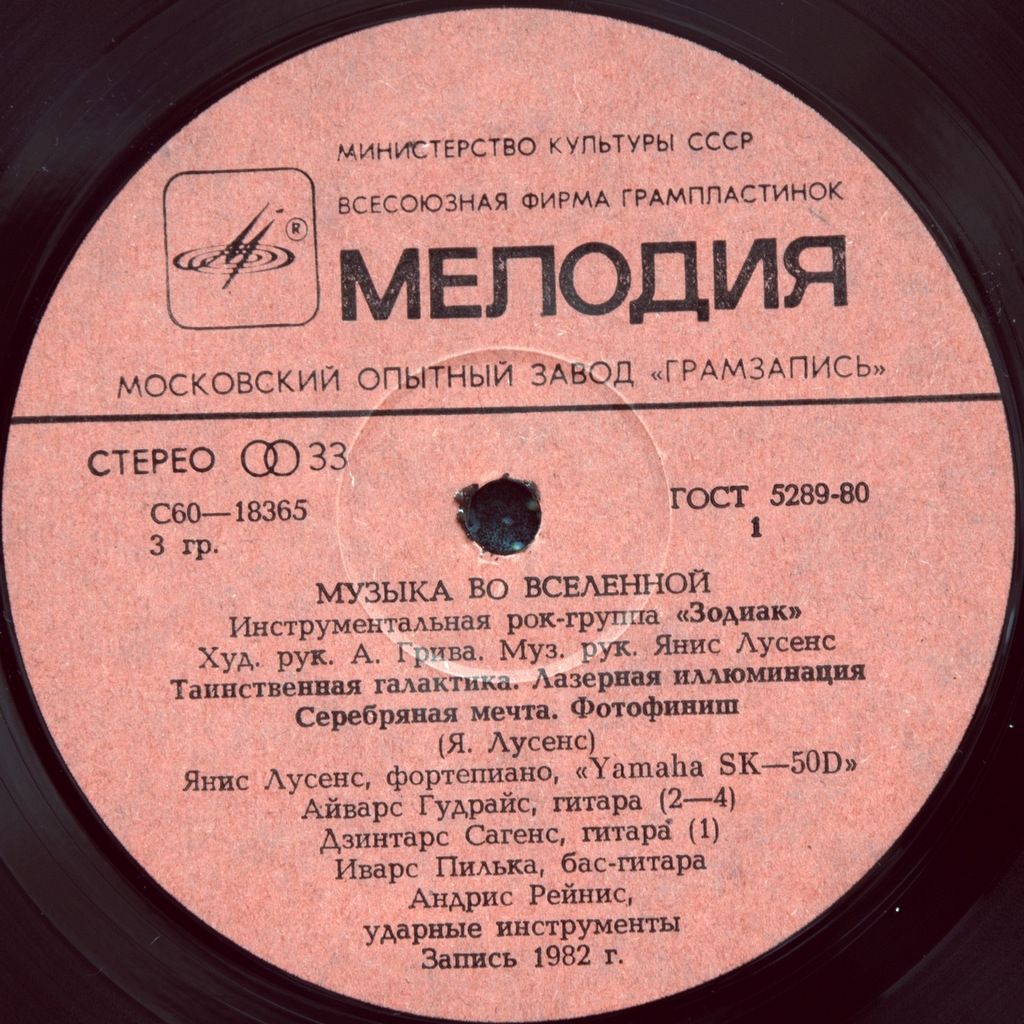 МИНИСТЕРСТВО КУЛЬТУРЫ СССР
ВСЕСОЮЗНАЯ ФИРМА ГРАМПЛАСТИНОК
®
МЕЛОДИЯ
МОСКОВСКИЙ ОПЫТНЫЙ ЗАВОД «ГРАМЗАПИСЬ»
СТЕРЕО 33
С60—18365
3 гр.
ГОСТ 5289-80
1
МУЗЫКА ВО ВСЕЛЕННОЙ
Инструментальная рок-группа «Зодиак»
Худ. рук. А. Грива. Муз. рук. Янис Лусенс
Таинственная галактика. Лазерная иллюминация
Серебряная мечта. Фотофиниш
(Я. Лусенс)
Янис Лусенс, фортепиано, «Yamaha SK—50D»
Айварс Гудрайс, гитара (2—4)
Дзинтарс Сагенс, гитара (1)
Иварс Пилька, бас-гитара
Андрис Рейнис,
ударные инструменты
Запись 1982 г.